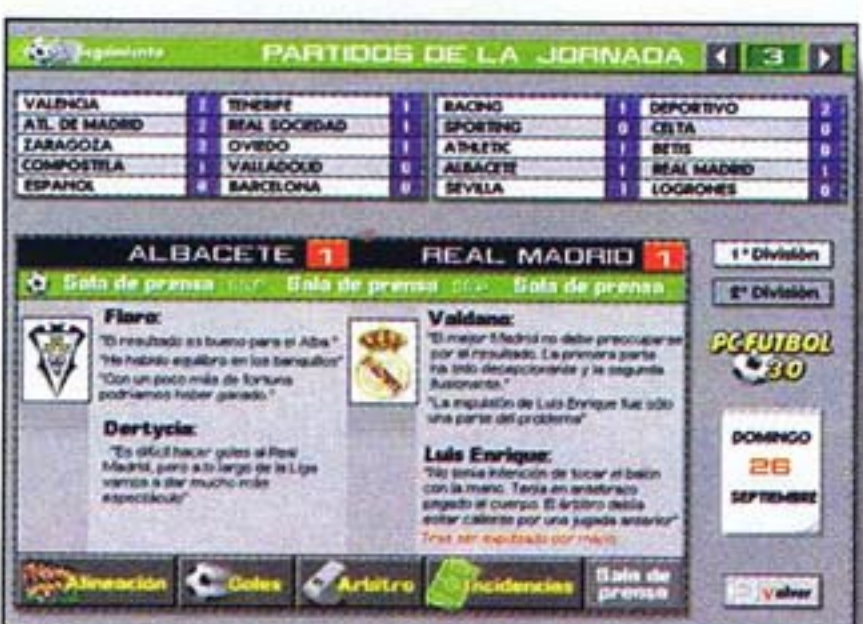 Seguimiento PARTIDOS DE LA JORNADA 3
VALENCIA 2 TENERIFE 1 RACING 1 DEPORTIVO 2
ATL. DE MADRID 2 REAL SOCIEDAD 1 SPORTING 0 CELTA 0
ZARAGOZA OVIEDO 1 ATHLETIC 1 BETIS 0
COMPOSTELA 1 VALLADOLID 0 ALBACETE 1 REAL MADRID 1
ESPAÑOL 0 BARCELONA 0 SEVILLA 1 LOGROÑES 0
ALBACETE 1 REAL MADRID 1
Sala de prensa Sala de prensa Sala de prensa
Floro:
"El resultado es bueno para el Alba."
"Ha habido equilibro en los banquillos"
"Con un poco más de fortuna
podríamos haber ganado."
Dertycia:
"Es difícil hacer goles al Real
Madrid, pero a lo largo de la Liga
vamos a dar mucho más
espectáculo"
Valdano:
"El mejor Madrid no debe preocuparse
por el resultado. La primera parte
ha sido decepcionante y la segunda
ilusionante."
"La expulsión de Luis Enrique fue sólo
una parte del problema"
Luis Enrique:
"No tenía intención de tocar el balón
con la mano. Tenía en antebrazo
pegado al cuerpo. El árbitro debía
estar caliente por una jugada anterior"
Tras ser expulsado por mano
1ª División
2ª División
PC FUTBOL
3.0
DOMINGO
26
SEPTIEMBRE
Alineación Goles Arbitro Incidencias Sala de
prensa
Volver